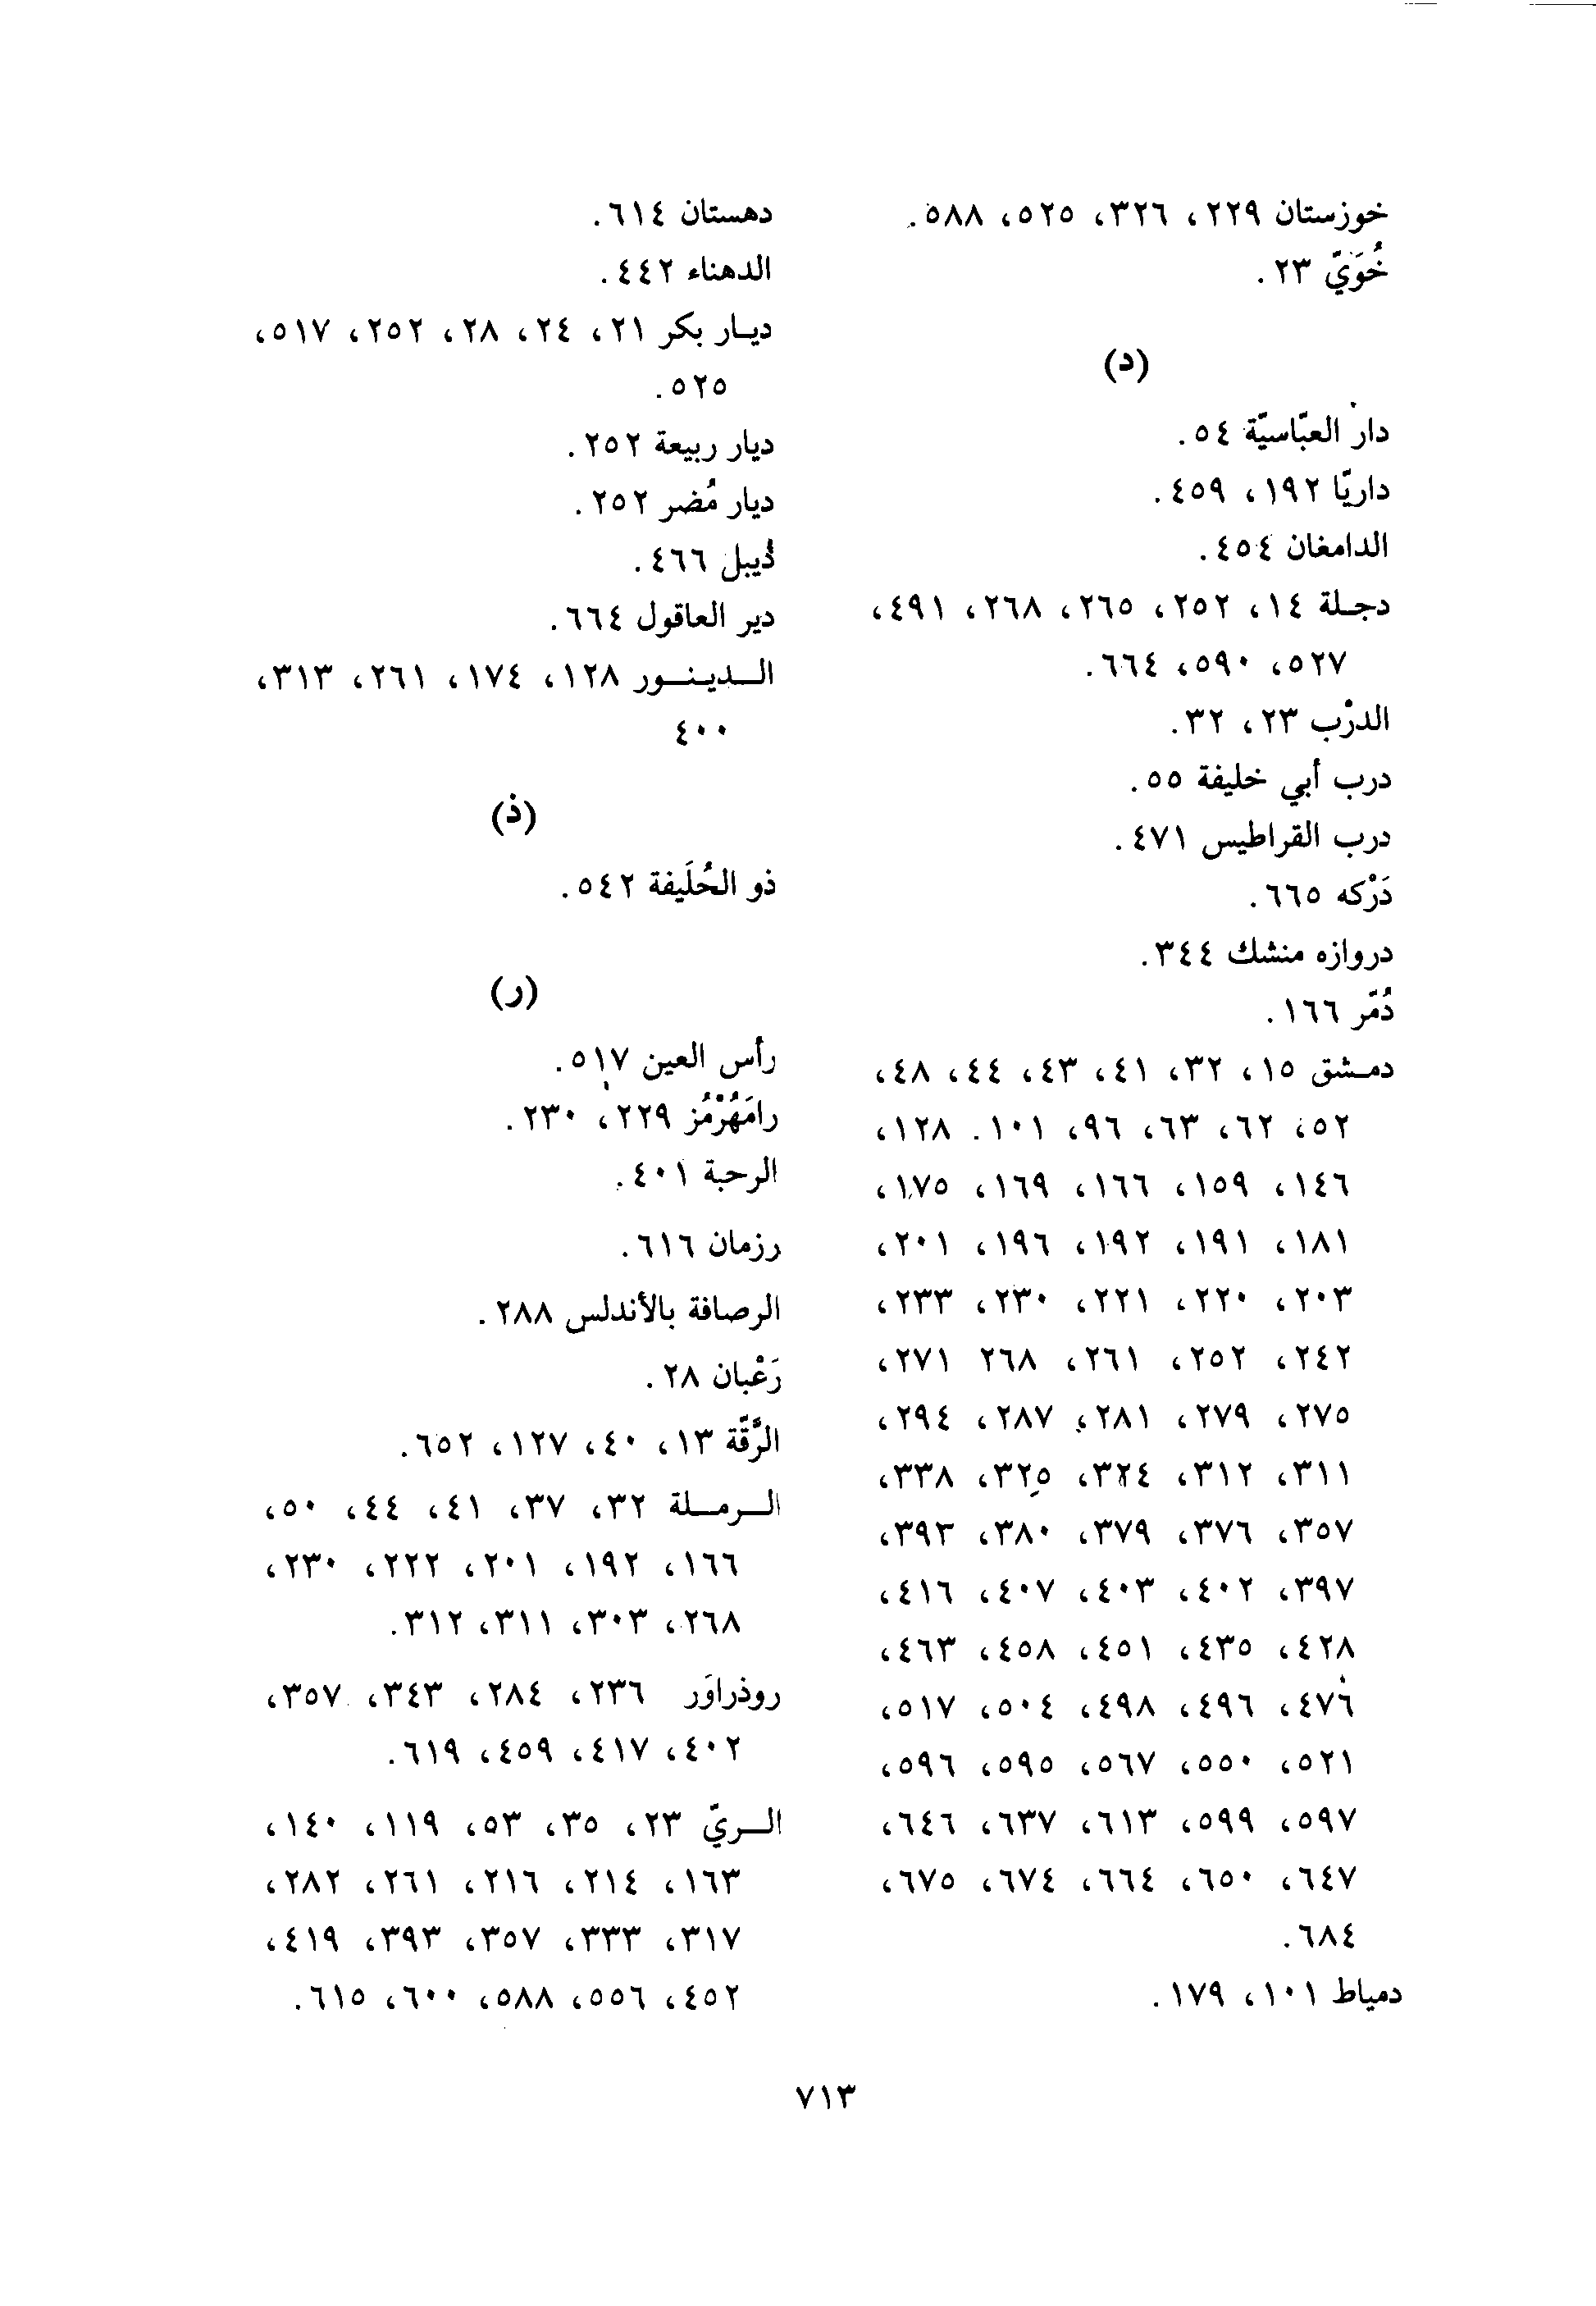 خوزستان ٢٢٩، ٣٢٦، ٥٢٥، ٥٨٨.
خُوَيّ ٢٣.
(د)
دار العبّاسيّة ٥٤.
داريّا ١٩٢، ٤٥٩.
الدامغان ٤٥٤.
دجـلة ١٤، ٢٥٢، ٢٦٥، ٢٦٨، ٤٩١،
٥٢٧، ٥٩٠، ٦٦٤.
الدرْب ٢٣، ٣٢.
درب أبي خليفة ٥٥.
درب القراطيس ٤٧١.
دَرْكه ٦٦٥.
دروازه منشك ٣٤٤.
دُمّر ١٦٦.
دمـشق ١٥، ٣٢، ٤١، ٤٣، ٤٤، ٤٨،
٥٢، ٦٢، ٦٣، ٩٦، ١٠١. ١٢٨،
١٤٦، ١٥٩، ١٦٦، ١٦٩، ١٧٥،
١٨١، ١٩١، ١٩٢، ١٩٦، ٢٠١،
٢٠٣، ٢٢٠، ٢٢١، ٢٣٠، ٢٣٣،
٢٤٢، ٢٥٢، ٢٦١، ٢٦٨ ٢٧١،
٢٧٥، ٢٧٩، ٢٨١، ٢٨٧، ٢٩٤،
٣١١، ٣١٢، ٣٢٤، ٣٢٥، ٣٣٨،
٣٥٧، ٣٧٦، ٣٧٩، ٣٨٠، ٣٩٣،
٣٩٧، ٤٠٢، ٤٠٣، ٤٠٧، ٤١٦،
٤٢٨، ٤٣٥، ٤٥١، ٤٥٨، ٤٦٣،
٤٧٦، ٤٩٦، ٤٩٨، ٥٠٤، ٥١٧،
٥٢١، ٥٥٠، ٥٦٧، ٥٩٥، ٥٩٦،
٥٩٧، ٥٩٩، ٦١٣، ٦٣٧، ٦٤٦،
٦٤٧، ٦٥٠، ٦٦٤، ٦٧٤، ٦٧٥،
٦٨٤.
دمياط ١٠١، ١٧٩.
دهستان ٦١٤.
الدهناء ٤٤٢.
ديـار بكر ٢١، ٢٤، ٢٨، ٢٥٢، ٥١٧،
٥٢٥.
ديار ربيعة ٢٥٢.
ديار مُضر ٢٥٢.
دُيبل ٤٦٦.
دير العاقول ٦٦٤.
الـــديـنـــور ١٢٨، ١٧٤، ٢٦١، ٣١٣،
٤٠٠
(ذ)
ذو الحُلَيفة ٥٤٢.
(ر)
رأس العين ٥١٧.
رامَهُرْمُز ٢٢٩، ٢٣٠.
الرحبة ٤٠١.
رزمان ٦١٦.
الرصافة بالأندلس ٢٨٨.
رَعْبان ٢٨.
الرَّقّة ١٣، ٤٠، ١٢٧، ٦٥٢.
الـــرمـــلة ٣٢، ٣٧، ٤١، ٤٤، ٥٠،
١٦٦، ١٩٢، ٢٠١، ٢٢٢، ٢٣٠،
٢٦٨، ٣٠٣، ٣١١، ٣١٢.
روذراوَر ٢٣٦، ٢٨٤، ٣٤٣، ٣٥٧،
٤٠٢، ٤١٧، ٤٥٩، ٦١٩.
الـــريّ ٢٣، ٣٥، ٥٣، ١١٩، ١٤٠،
١٦٣، ٢١٤، ٢١٦، ٢٦١، ٢٨٢،
٣١٧، ٣٣٣، ٣٥٧، ٣٩٣، ٤١٩،
٤٥٢، ٥٥٦، ٥٨٨، ٦٠٠، ٦١٥.
٧١٣